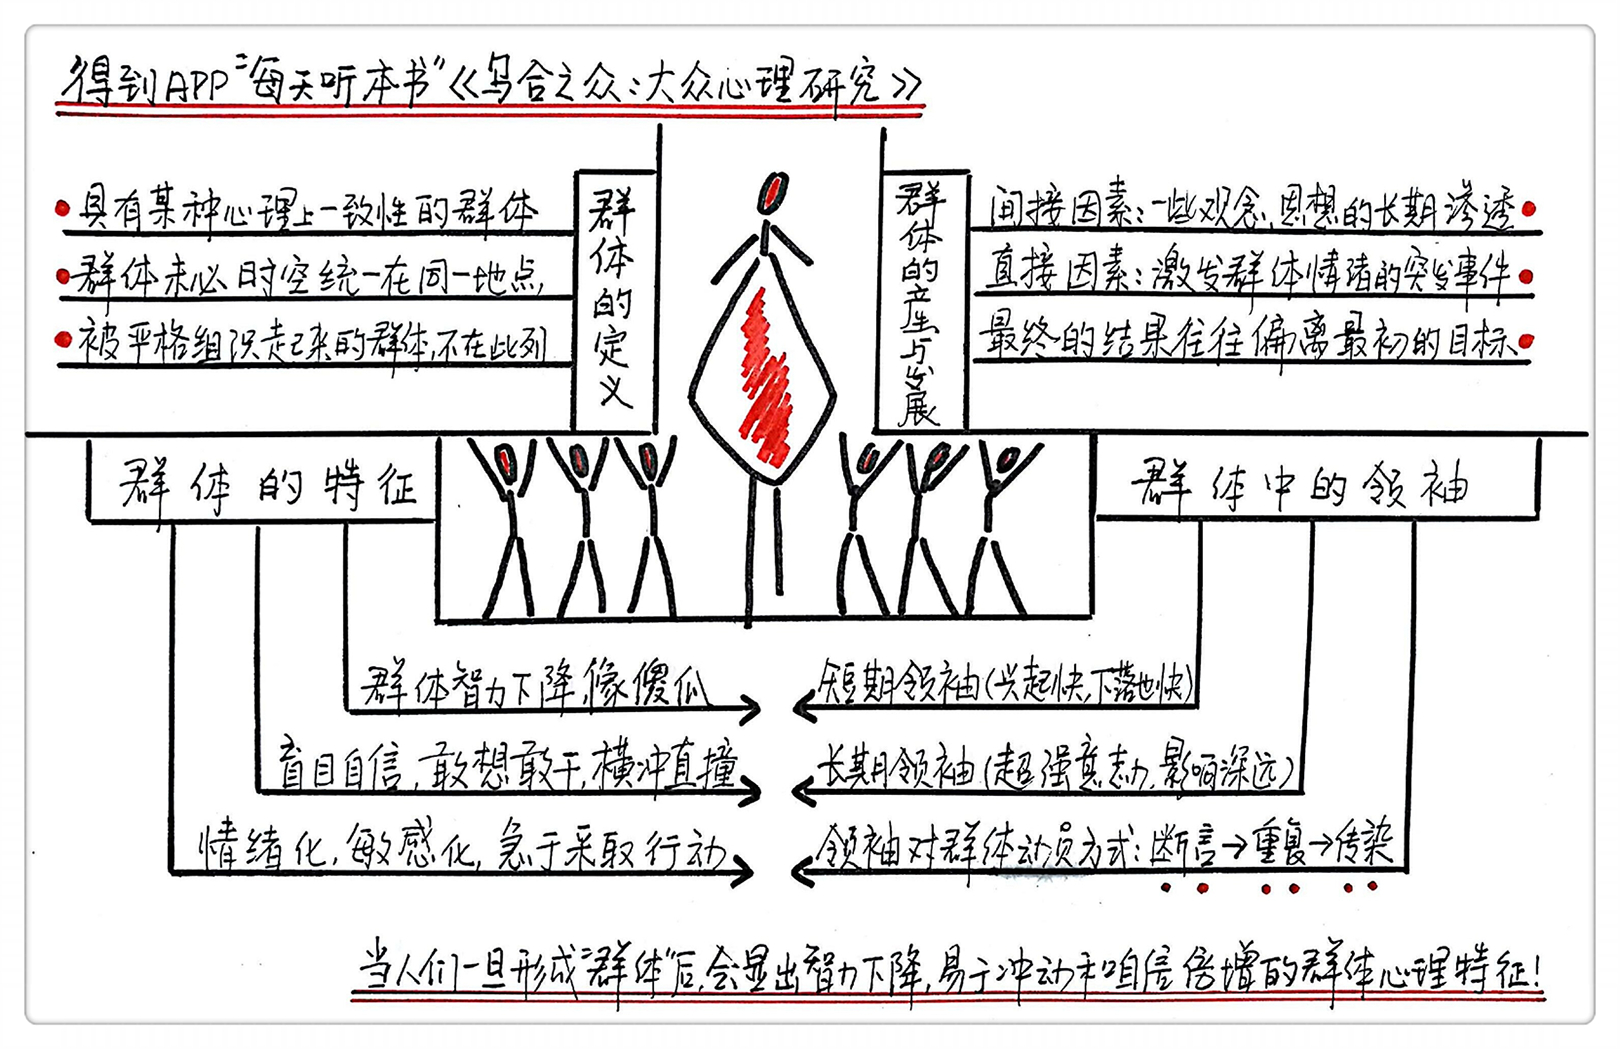 得到APP“每天听本书”《乌合之众：大众心理研究》
群体的定义
具有某种心理上一致性的群体
群体未必时空统一在同一地点，
被严格组织起来的群体，不在此列
群体的产生与发展
间接因素：一些观念、思想的长期渗透
直接因素：激发群体情绪的突发事件
最终的结果往往偏离最初的目标
群体的特征
群体智力下降，像傻瓜
盲目自信，敢想敢干，横冲直撞
情绪化，敏感化，急于采取行动
群体中的领袖
短期领袖（兴起快，下落也快）
长期领袖（超强意志力，影响深远）
领袖对群体动员方式：断言→重复→传染
当人们一旦形成“群体”后，会显出智力下降，易于冲动和自信倍增的群体心理特征！